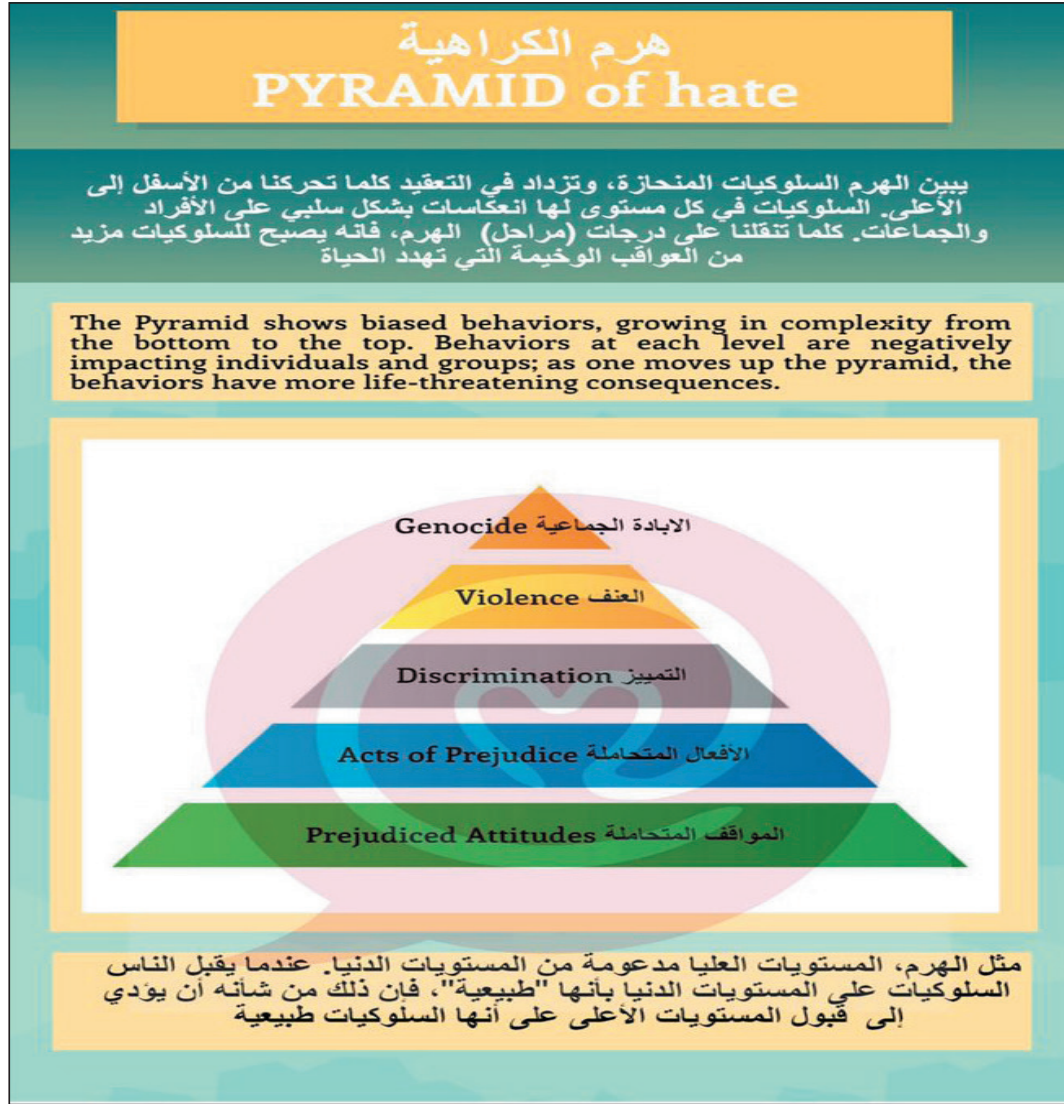 هرم الكراهية
PYRAMID of hate
يبين الهرم السلوكيات المنحازة، وتزداد في التعقيد كلما تحركنا من الأسفل إلى
الأعلى. السلوكيات في كل مستوى لها انعكاسات بشكل سلبي على الأفراد
والجماعات. كلما تنقلنا على درجات (مراحل) الهرم، فانه يصبح للسلوكيات مزيد
من العواقب الوخيمة التي تهدد الحياة
The Pyramid shows biased behaviors, growing in complexity from
the bottom to the top. Behaviors at each level are negatively
impacting individuals and groups; as one moves up the pyramid, the
behaviors have more life-threatening consequences.
Genocide الابادة الجماعية
Violence العنف
Discrimination التمييز
Acts of Prejudice الأفعال المتحاملة
Prejudiced Attitudes المواقف المتحاملة
مثل الهرم، المستويات العليا مدعومة من المستويات الدنيا. عندما يقبل الناس
السلوكيات على المستويات الدنيا بأنها "طبيعية"، فإن ذلك من شأنه أن يؤدي
إلى قبول المستويات الأعلى على أنها السلوكيات طبيعية